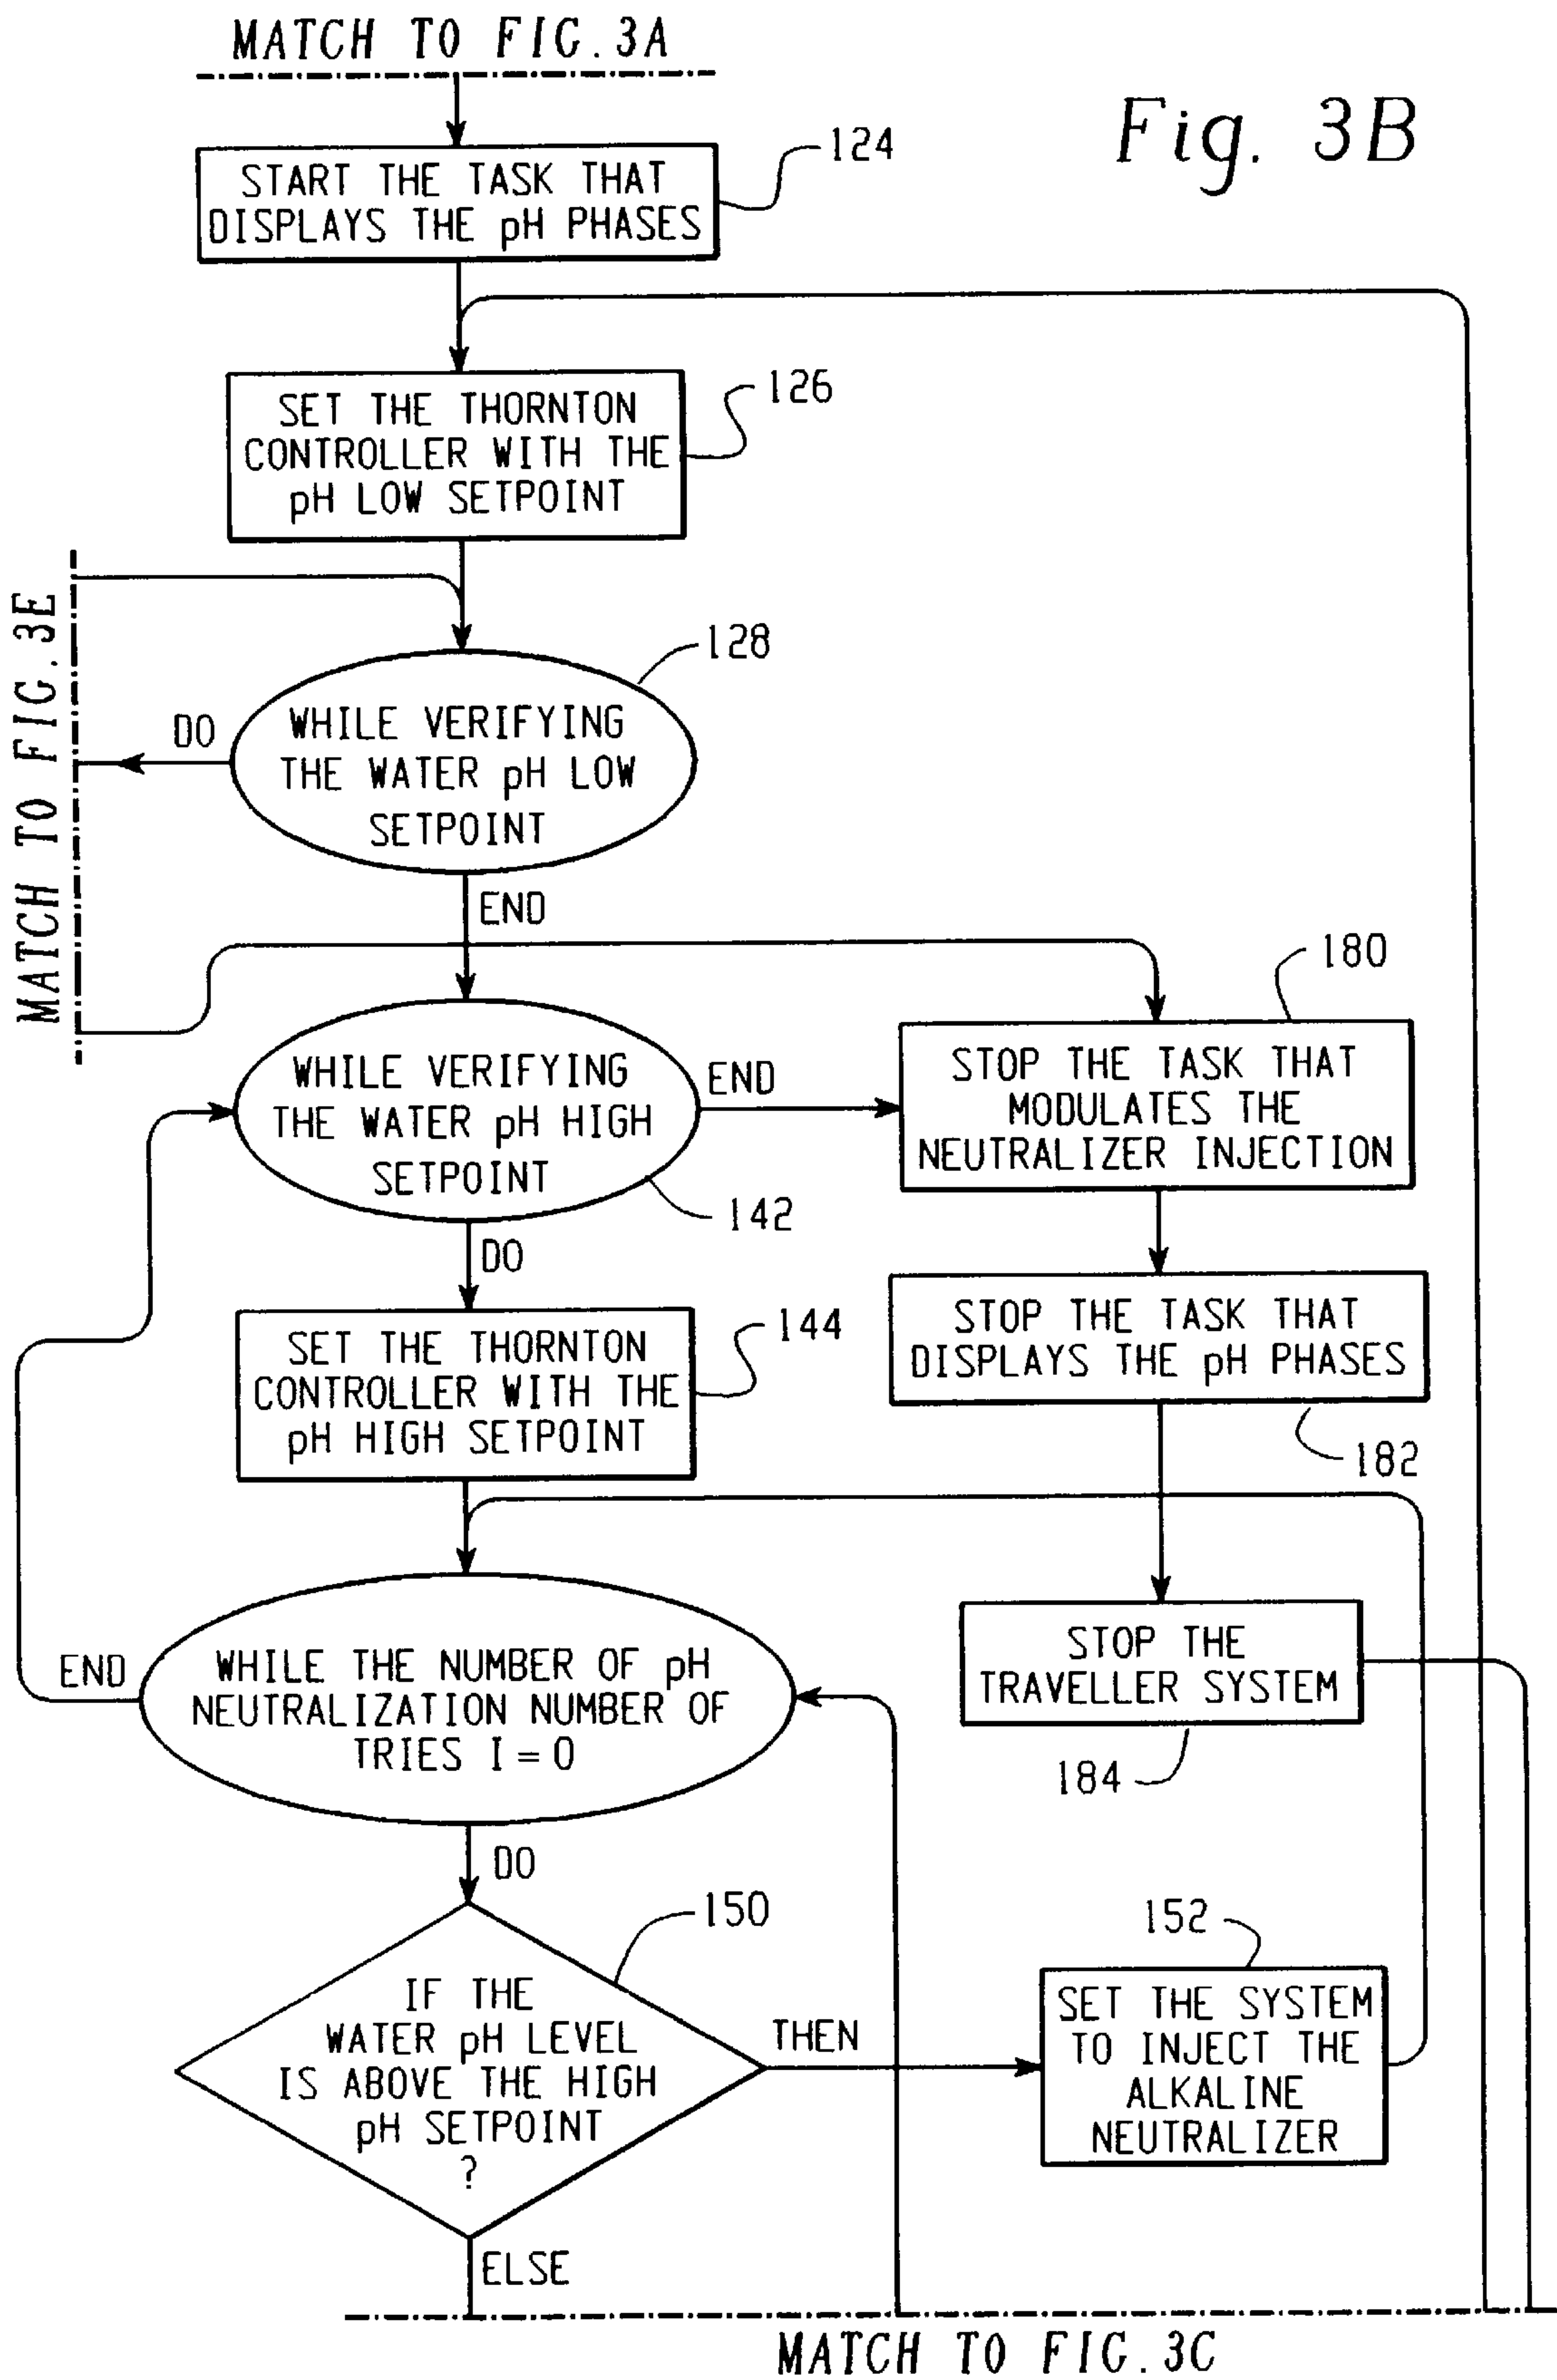 MATCH TO FIG. 3A
Fig. 3B
124
START THE TASK THAT
DISPLAYS THE pH PHASES
126
SET THE THORNTON
CONTROLLER WITH THE
pH LOW SETPOINT
MATCH TO FIG. 3E
128
WHILE VERIFYING
THE WATER pH LOW
SETPOINT
DO
END
180
WHILE VERIFYING
THE WATER pH HIGH
SETPOINT
END
142
DO
STOP THE TASK THAT
MODULATES THE
NEUTRALIZER INJECTION
STOP THE TASK THAT
DISPLAYS THE pH PHASES
182
144
SET THE THORNTON
CONTROLLER WITH THE
pH HIGH SETPOINT
STOP THE
TRAVELLER SYSTEM
184
END
WHILE THE NUMBER OF pH
NEUTRALIZATION NUMBER OF
TRIES I = 0
DO
150
IF THE
WATER pH LEVEL
IS ABOVE THE HIGH
pH SETPOINT
?
THEN
152
SET THE SYSTEM
TO INJECT THE
ALKALINE
NEUTRALIZER
ELSE
MATCH TO FIG. 3C